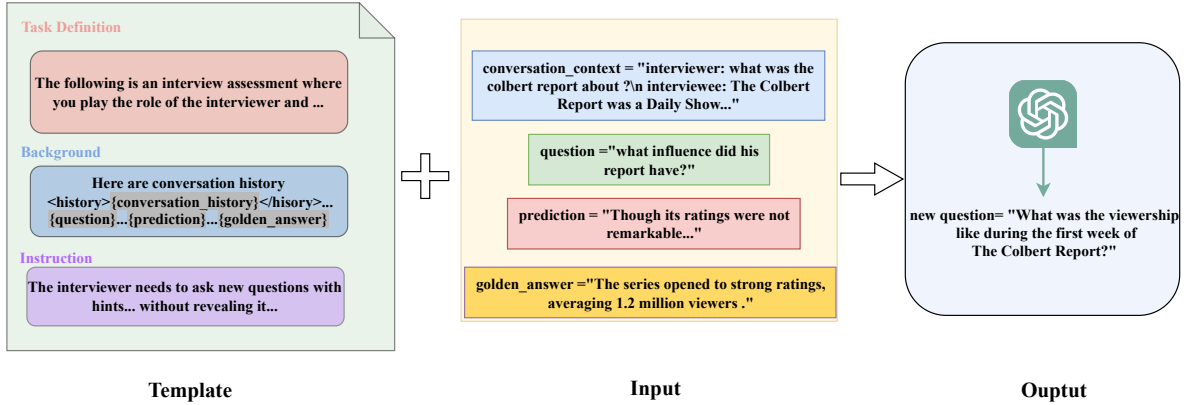 Task Definition
The following is an interview assessment where
you play the role of the interviewer and ...
Background
Here are conversation history
<history>{conversation_history}</hisory>...
{question}...{prediction}...{golden_answer}
Instruction
The interviewer needs to ask new questions with
hints... without revealing it...
Template
conversation_context = "interviewer: what was the
colbert report about ?\n interviewee: The Colbert
Report was a Daily Show..."
question ="what influence did his
report have?"
prediction = "Though its ratings were not
remarkable..."
golden_answer ="The series opened to strong ratings,
averaging 1.2 million viewers ."
Input
new question= "What was the viewership
like during the first week of
The Colbert Report?"
Ouptut